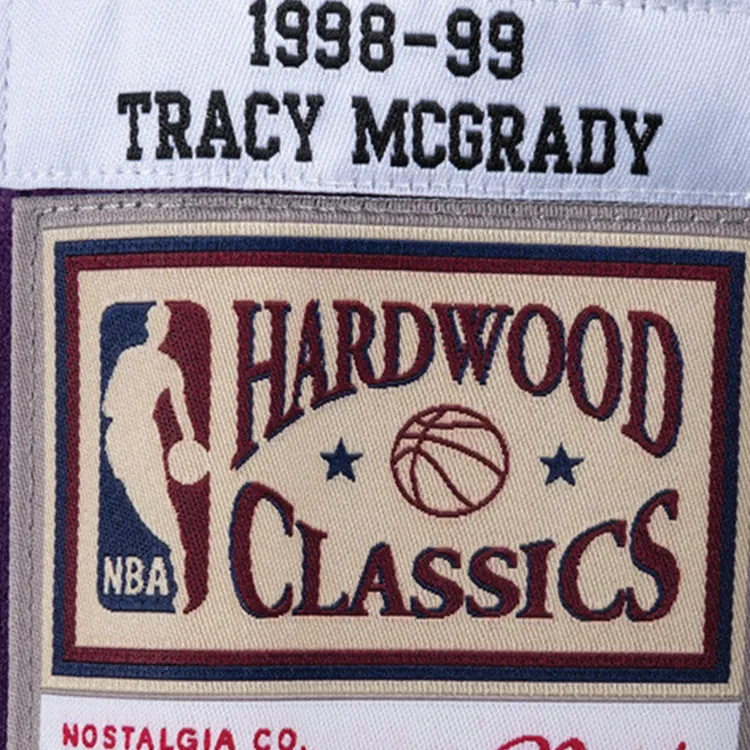 1998-99
TRACY MCGRADY
HARDWOOD
CLASSICS
NBA
NOSTALGIA CO.